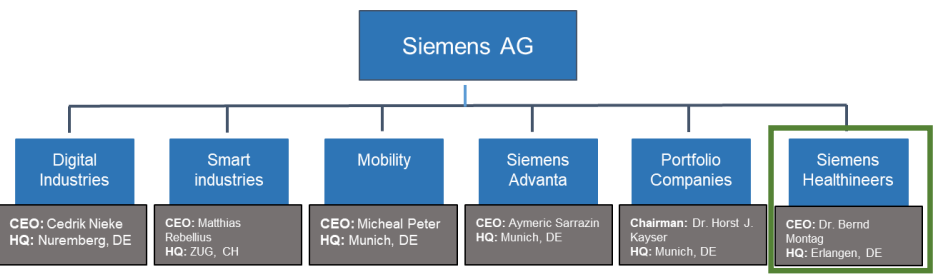 Siemens AG
Digital
Industries
CEO: Cedrik Nieke
HQ: Nuremberg, DE
Smart
industries
CEO: Matthias
Rebellius
HQ: ZUG, CH
Mobility
CEO: Micheal Peter
HQ: Munich, DE
Siemens
Advanta
CEO: Aymeric Sarrazin
HQ: Munich, DE
Portfolio
Companies
Chairman: Dr. Horst J.
Kayser
HQ: Munich, DE
Siemens
Healthineers
CEO: Dr. Bernd
Montag
HQ: Erlangen, DE